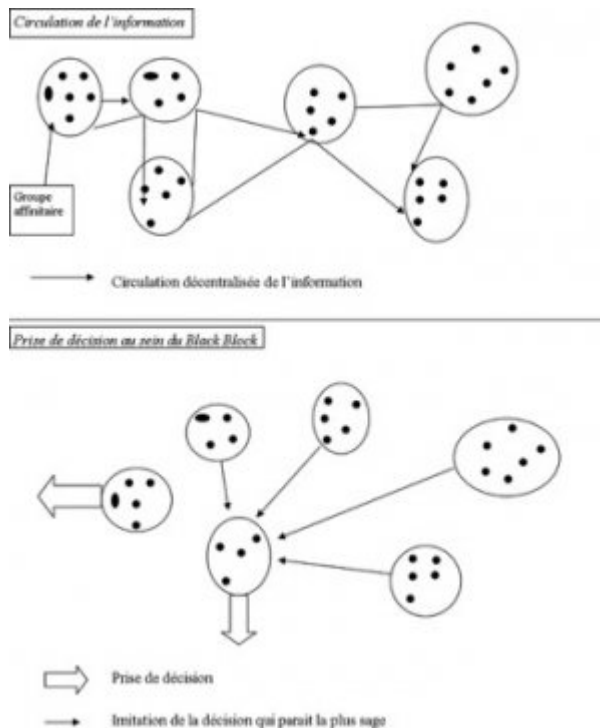 Circulation de l'information
Groupe
affinitaire
Circulation décentralisée de l'information
Prise de décision au sein du Black Block
Prise de décision
Imitation de la décision qui parait la plus sage